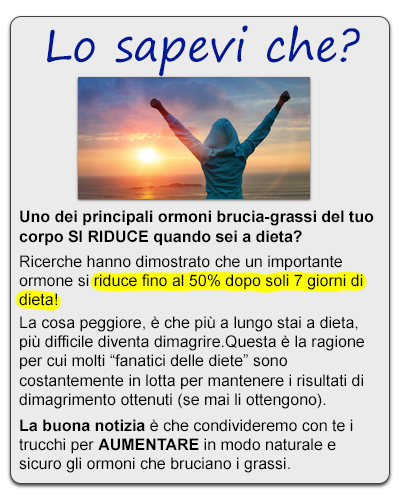 Lo sapevi che?
Uno dei principali ormoni brucia-grassi del tuo
corpo SI RIDUCE quando sei a dieta?
Ricerche hanno dimostrato che un importante
ormone si riduce fino al 50% dopo soli 7 giorni di
dieta!
La cosa peggiore, è che più a lungo stai a dieta,
più difficile diventa dimagrire.Questa è la ragione
per cui molti “fanatici delle diete” sono
costantemente in lotta per mantenere i risultati di
dimagrimento ottenuti (se mai li ottengono).
La buona notizia è che condivideremo con te i
trucchi per AUMENTARE in modo naturale e
sicuro gli ormoni che bruciano i grassi.